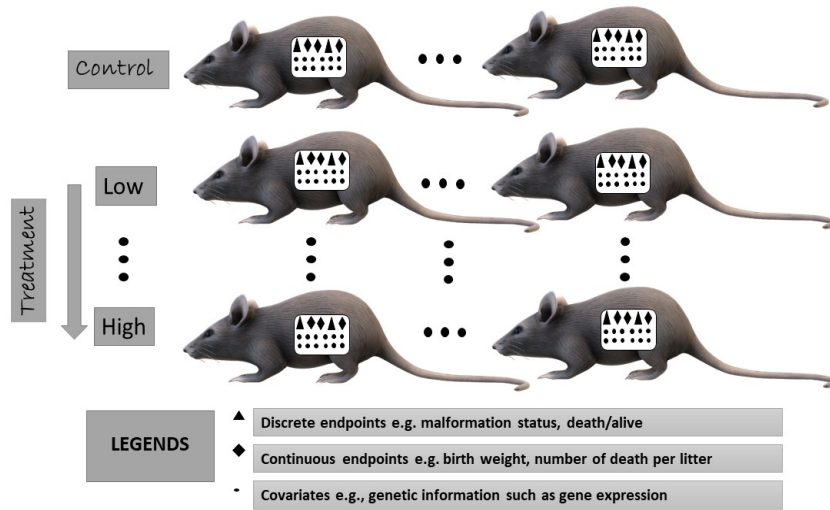 Control
Low
Treatment
High
LEGENDS
Discrete endpoints e.g. malformation status, death/alive
Continuous endpoints e.g. birth weight, number of death per litter
Covariates e.g., genetic information such as gene expression